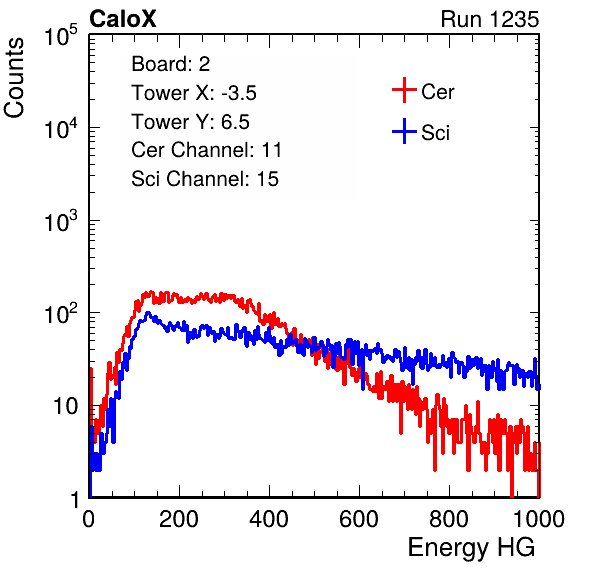 CaloX Run 1235
Counts
10^5
10^4
10^3
10^2
10
1
Board: 2
Tower X: -3.5
Tower Y: 6.5
Cer Channel: 11
Sci Channel: 15
Cer
Sci
0 200 400 600 800 1000
Energy HG